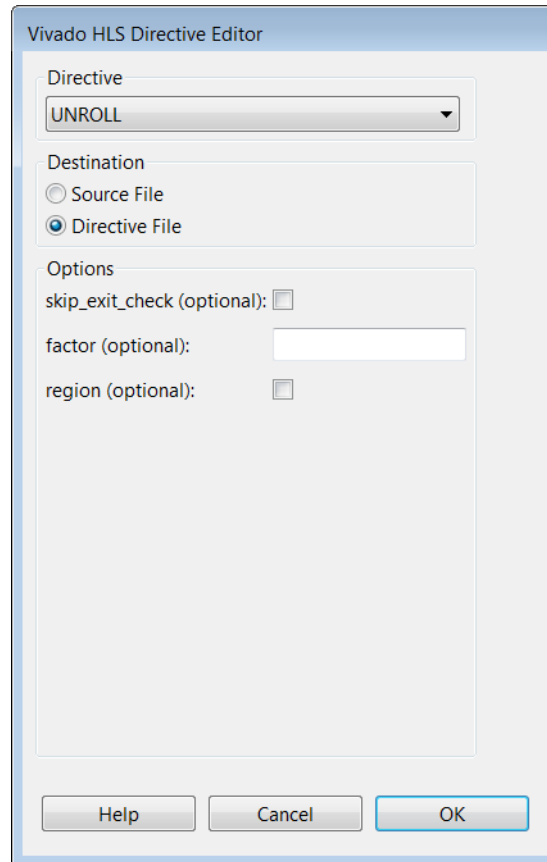 Vivado HLS Directive Editor
Directive
UNROLL
Destination
Source File
Directive File
Options
skip_exit_check (optional):
factor (optional):
region (optional):
Help Cancel OK